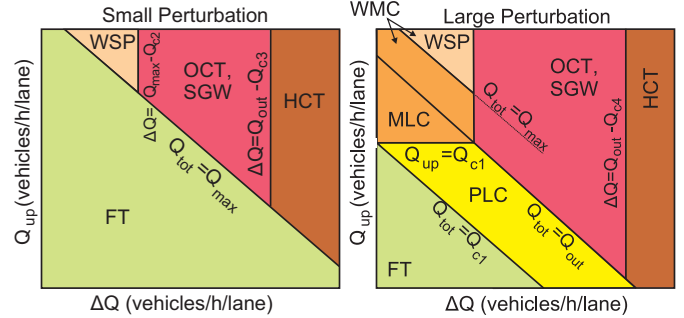 Small Perturbation
WSP
OCT,
SGW
HCT
ΔQ= Qmax-Qc2
ΔQ=Qout-Qc3
Qtot=Qmax
FT
Qup(vehicles/h/lane)
ΔQ (vehicles/h/lane)
WMC
Large Perturbation
WSP
OCT,
SGW
HCT
Qtot=Qmax
ΔQ=Qout-Qc4
MLC
Qup=Qc1
PLC
Qtot=Qout
Qtot=Qc1
FT
Qup(vehicles/h/lane)
ΔQ (vehicles/h/lane)